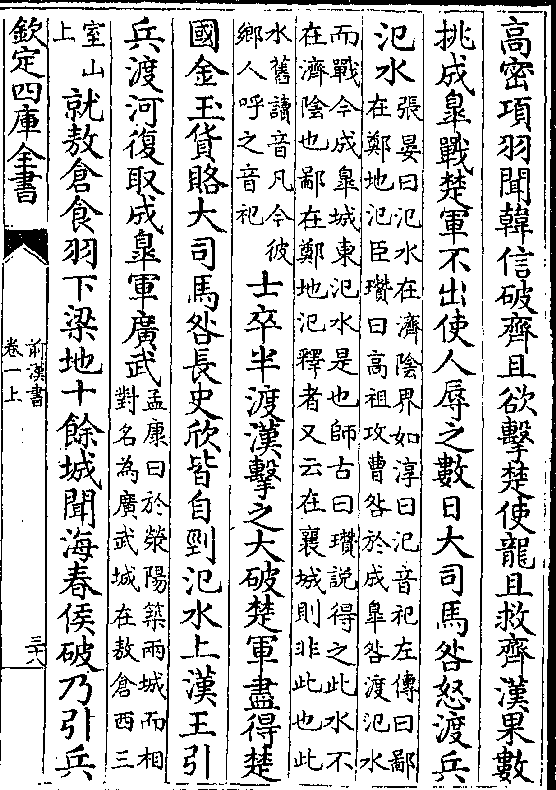 高密項羽聞韓信破齊且欲擊楚使龍且救齊漢果數
挑成臯戰楚軍不出使人辱之數日大司馬咎怒渡兵
汜水
張晏曰汜水在濟陰界如淳曰汜音祀左傳曰鄙
在鄭地汜臣瓚曰高祖攻曹咎於成臯咎渡汜水
而戰今成臯城東汜水是也師古曰瓚說得之此水不
在濟陰也鄙在鄭地汜釋者又云在襄城則非此也此
水舊讀音凡今彼
鄉人呼之音祀
士卒半渡漢擊之大破楚軍盡得楚
國金玉貨賂大司馬咎長史欣皆自剄汜水上漢王引
兵渡河復取成臯軍廣武
孟康曰於滎陽築兩城而相
對名為廣武城在敖倉西三
室山
上
就敖倉食羽下梁地十餘城聞海春侯破乃引兵
欽定四庫全書
前漢書
卷一上
三十八